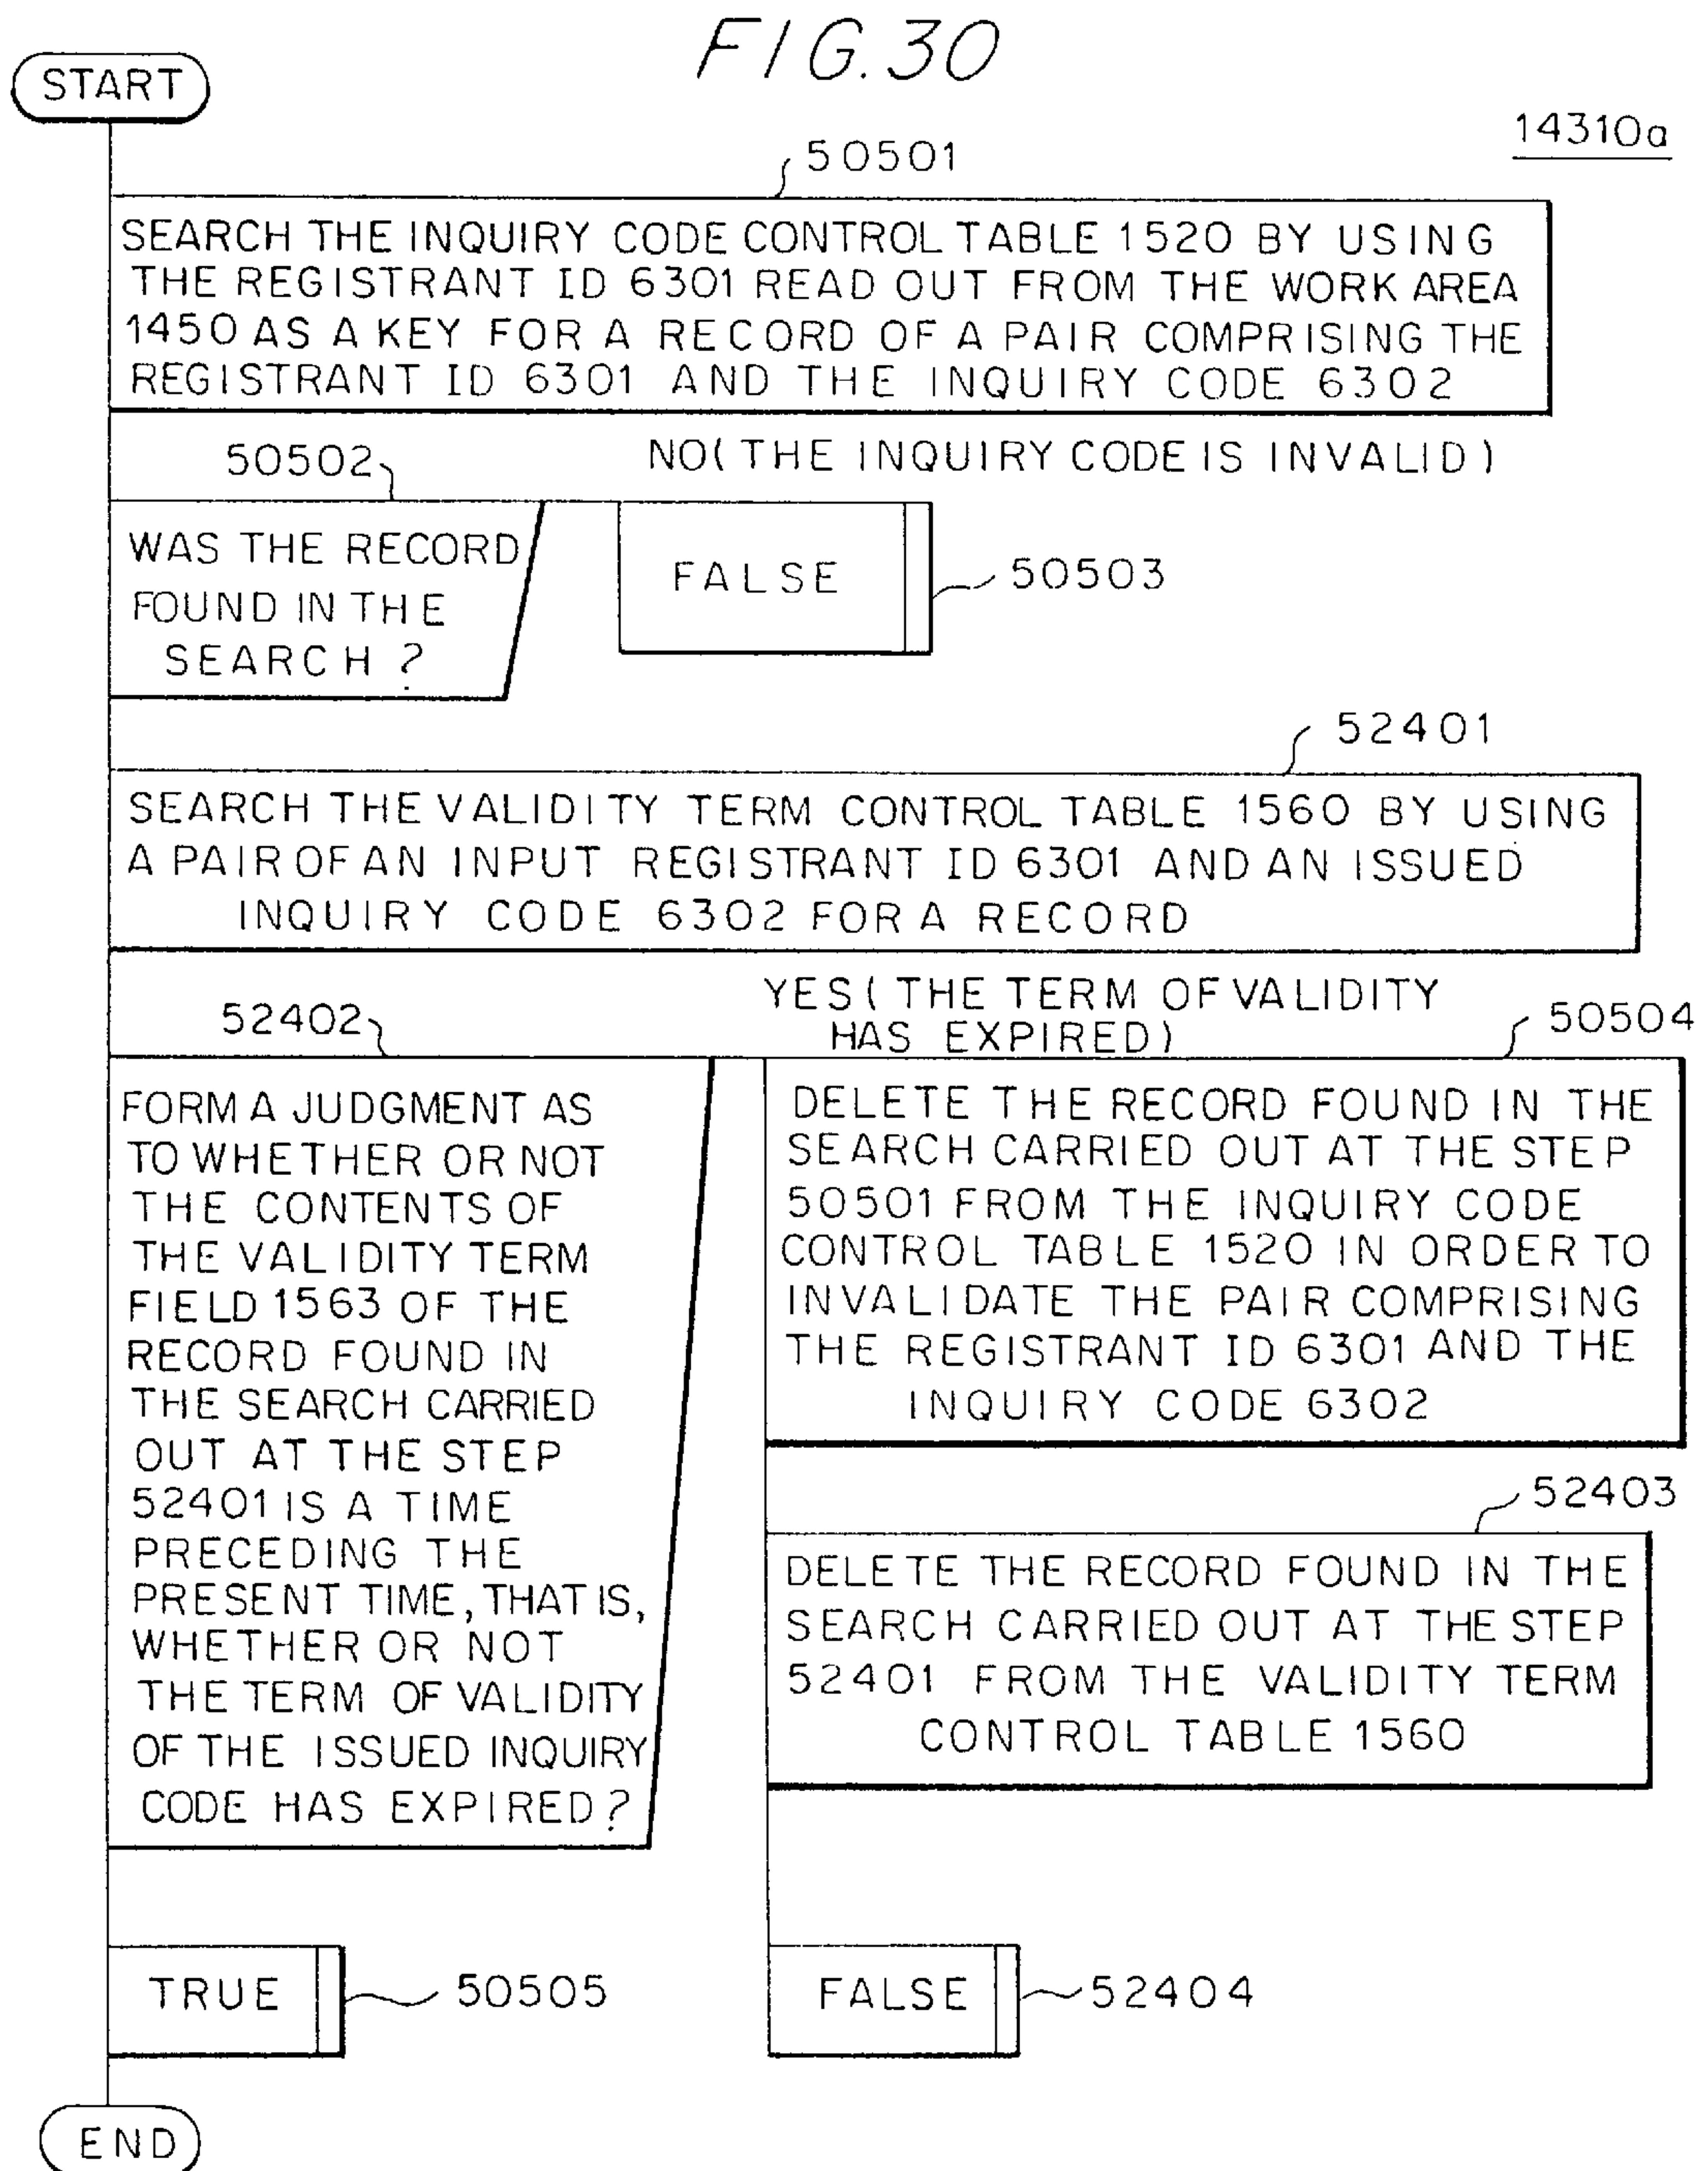 FIG. 30
START
14310a
50501
SEARCH THE INQUIRY CODE CONTROL TABLE 1520 BY USING
THE REGISTRANT ID 6301 READ OUT FROM THE WORK AREA
1450 AS A KEY FOR A RECORD OF A PAIR COMPRISING THE
REGISTRANT ID 6301 AND THE INQUIRY CODE 6302
50502
NO (THE INQUIRY CODE IS INVALID)
WAS THE RECORD
FOUND IN THE
SEARCH ?
FALSE
50503
52401
SEARCH THE VALIDITY TERM CONTROL TABLE 1560 BY USING
A PAIR OF AN INPUT REGISTRANT ID 6301 AND AN ISSUED
INQUIRY CODE 6302 FOR A RECORD
52402
YES (THE TERM OF VALIDITY
HAS EXPIRED)
50504
FORM A JUDGMENT AS
TO WHETHER OR NOT
THE CONTENTS OF
THE VALIDITY TERM
FIELD 1563 OF THE
RECORD FOUND IN
THE SEARCH CARRIED
OUT AT THE STEP
52401 IS A TIME
PRECEDING THE
PRESENT TIME, THAT IS,
WHETHER OR NOT
THE TERM OF VALIDITY
OF THE ISSUED INQUIRY
CODE HAS EXPIRED?
DELETE THE RECORD FOUND IN THE
SEARCH CARRIED OUT AT THE STEP
50501 FROM THE INQUIRY CODE
CONTROL TABLE 1520 IN ORDER TO
INVALIDATE THE PAIR COMPRISING
THE REGISTRANT ID 6301 AND THE
INQUIRY CODE 6302
52403
DELETE THE RECORD FOUND IN THE
SEARCH CARRIED OUT AT THE STEP
52401 FROM THE VALIDITY TERM
CONTROL TABLE 1560
TRUE
50505
FALSE
52404
END